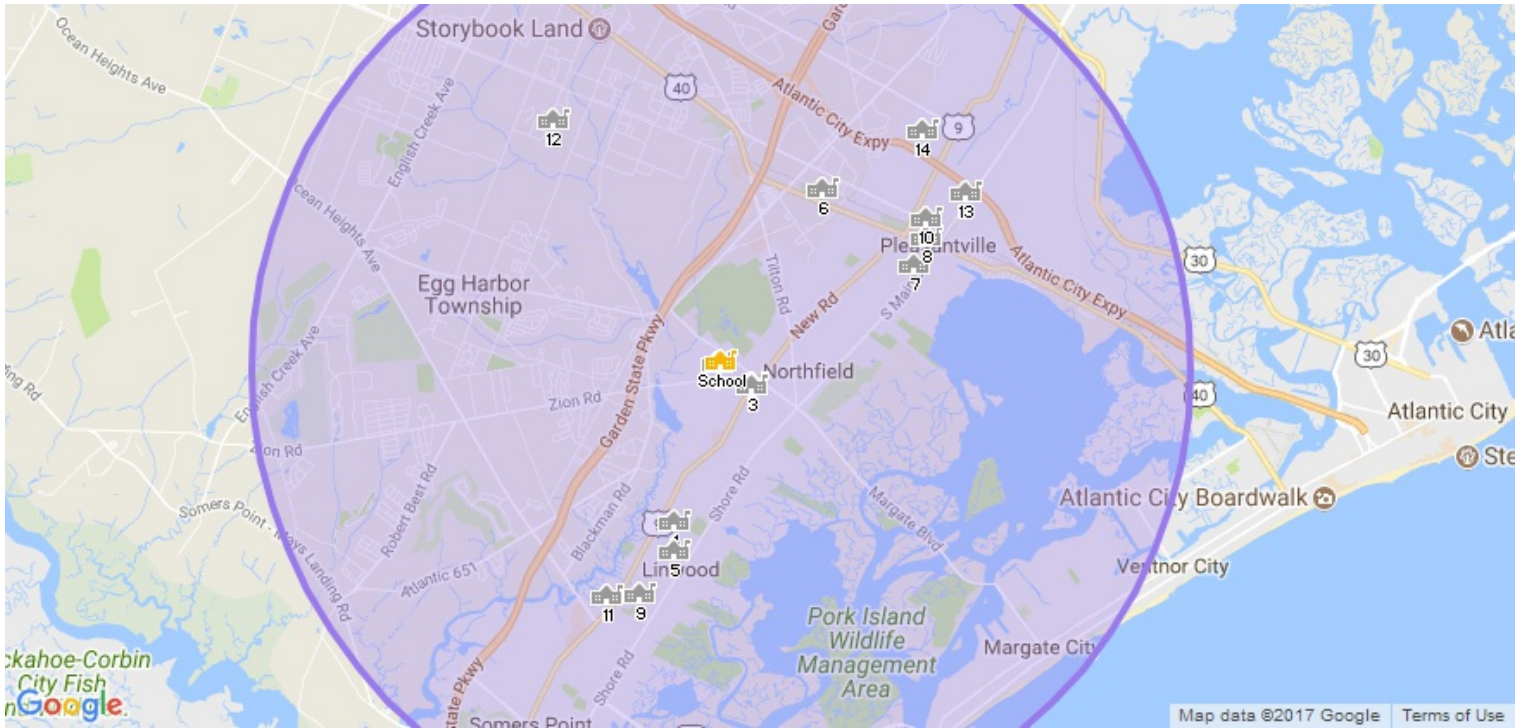 Storybook Land
Ocean Heights Ave
English Creek Ave
40
Atlantic City Expy
9
12
14
6
13
10
Pleasantville
8
7
S Main
30
Atlantic City Expy
Ocean Heights Ave
Egg Harbor
Township
Tilton Rd
New Rd
Garden State Pkwy
English Creek Ave
School
3
Northfield
Zion Rd
Zion Rd
30
40
Atlantic City
Atlantic City Boardwalk
Somers Point - Mays Landing Rd
Robert Best Rd
Blackman Rd
Shore Rd
Margate Blvd
9
Atlantic 651
Linwood
5
11
9
Ventnor City
Pork Island
Wildlife
Management
Area
Margate City
Shore Rd
State Pkwy
Somers Point
City Fish
Google
Map data ©2017 Google
Terms of Use